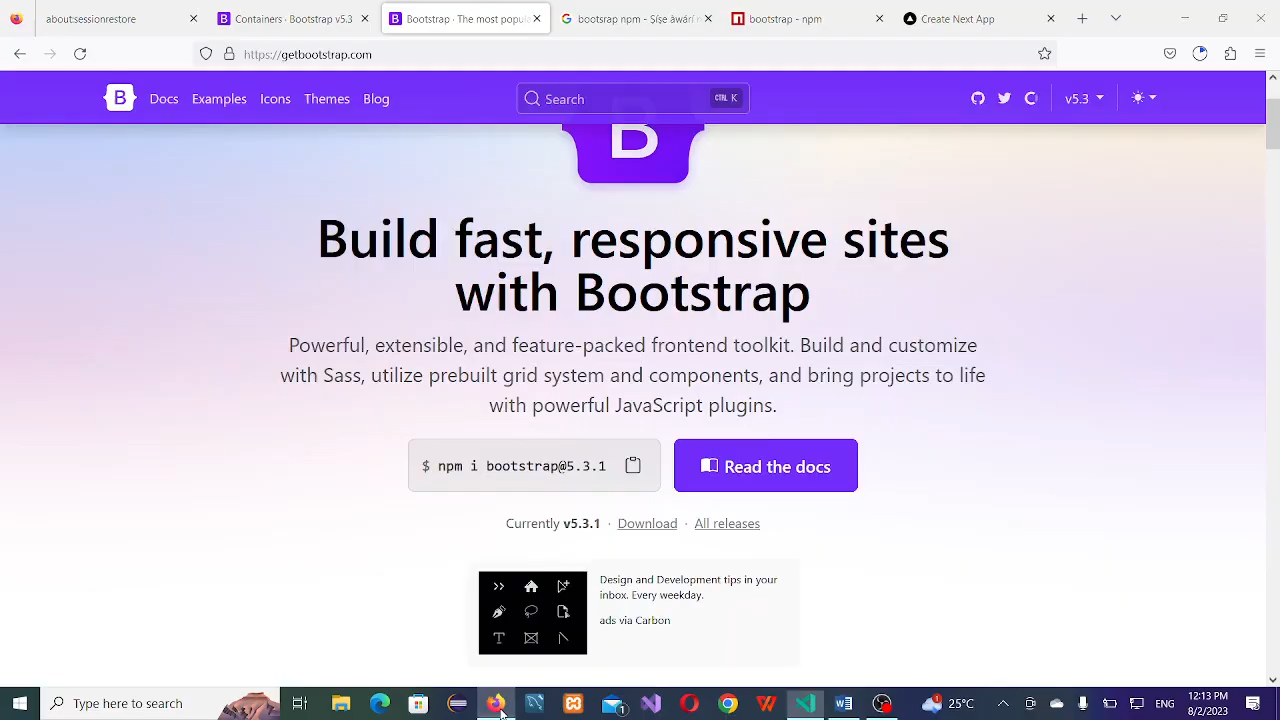 about:sessionrestore
Containers · Bootstrap v5.3
Bootstrap · The most popu
bootsrap npm - Sísẹ̀ àwárí n
bootstrap - npm
Create Next App
https://getbootstrap.com
B
Docs
Examples
Icons
Themes
Blog
Search
CTRL K
v5.3
B
Build fast, responsive sites
with Bootstrap
Powerful, extensible, and feature-packed frontend toolkit. Build and customize
with Sass, utilize prebuilt grid system and components, and bring projects to life
with powerful JavaScript plugins.
$ npm i bootstrap@5.3.1
Read the docs
Currently v5.3.1 · Download · All releases
Design and Development tips in your
inbox. Every weekday.
ads via Carbon
Type here to search
1
1
25°C
ENG
12:13 PM
8/2/2023